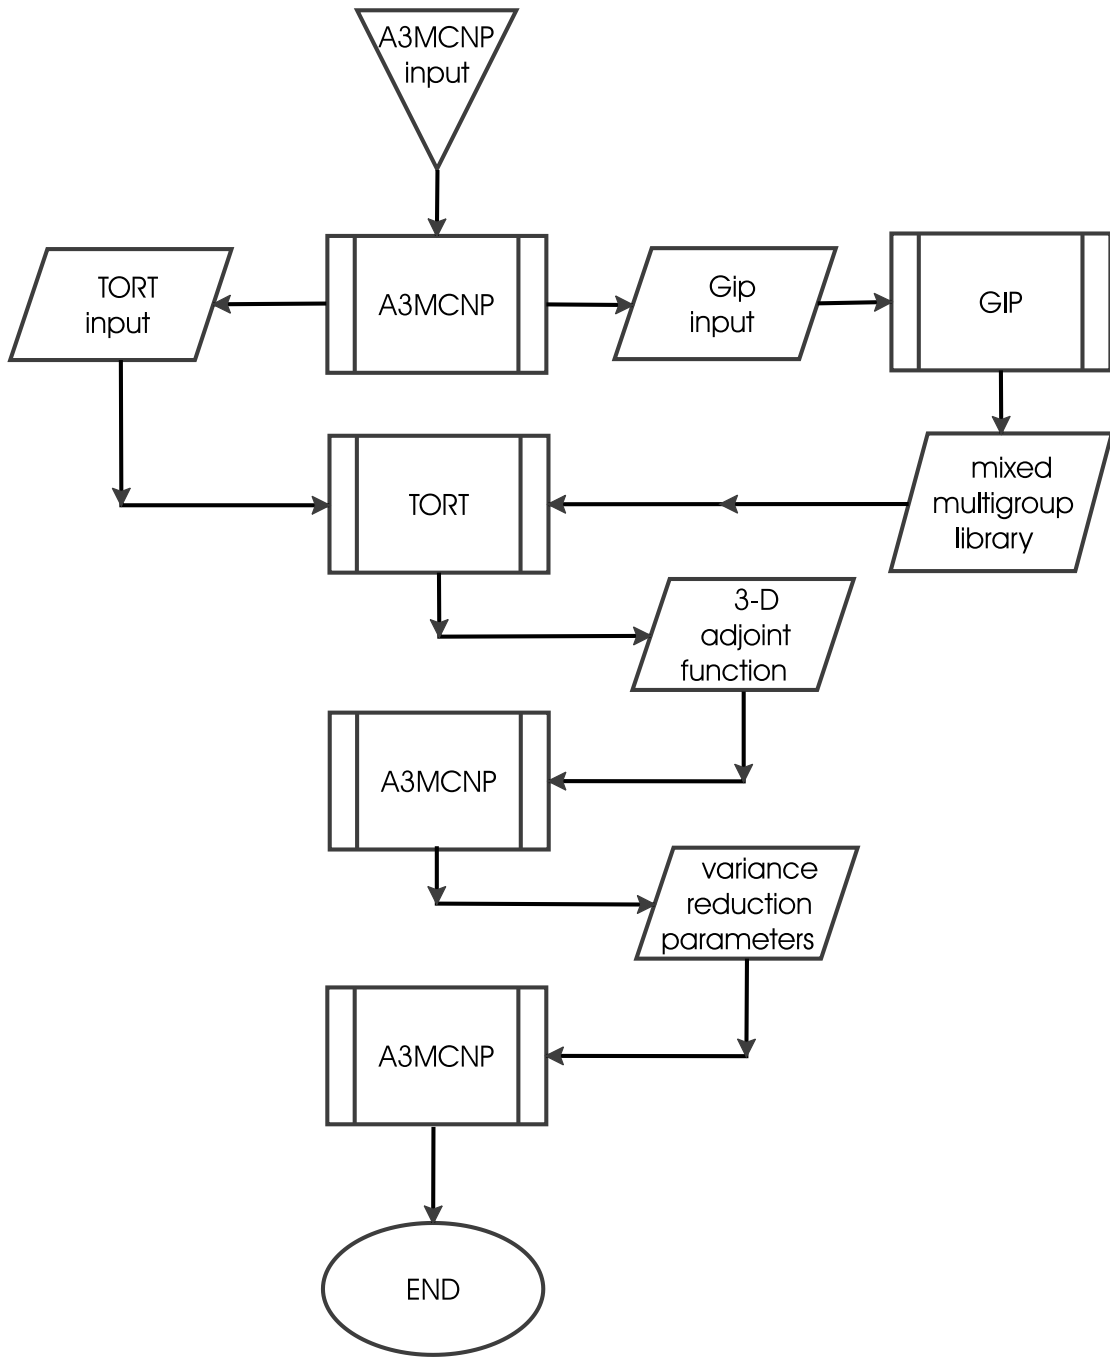 A3MCNP
input
TORT
input
A3MCNP
Gip
input
GIP
TORT
mixed
multigroup
library
3-D
adjoint
function
A3MCNP
variance
reduction
parameters
A3MCNP
END